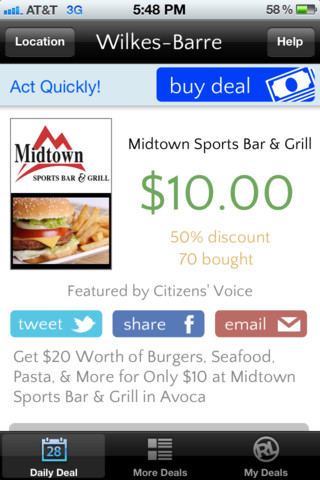 AT&T 3G 5:48 PM 58 %
Location Wilkes-Barre Help
Act Quickly! buy deal
Midtown
SPORTS BAR & GRILL
Midtown Sports Bar & Grill
$10.00
50% discount
70 bought
Featured by Citizens' Voice
tweet share f email
Get $20 Worth of Burgers, Seafood,
Pasta, & More for Only $10 at Midtown
Sports Bar & Grill in Avoca
28 RL
Daily Deal More Deals My Deals